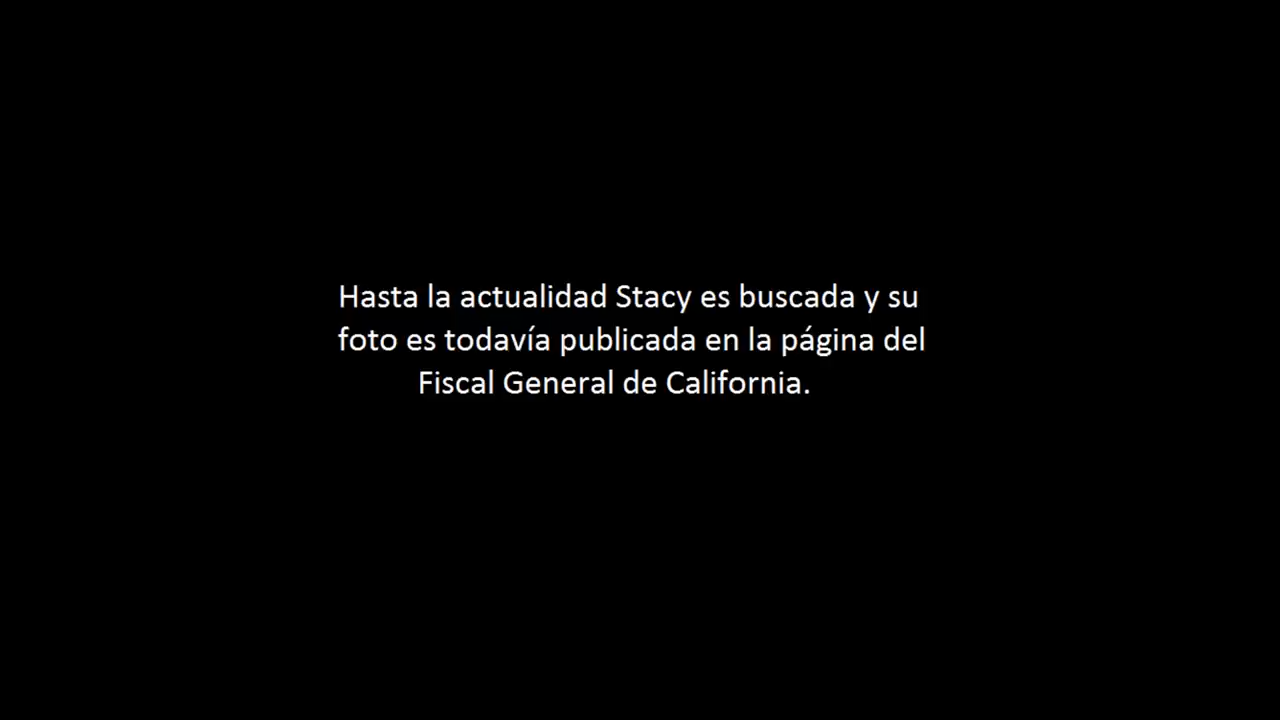 Hasta la actualidad Stacy es buscada y su
foto es todavía publicada en la página del
Fiscal General de California.